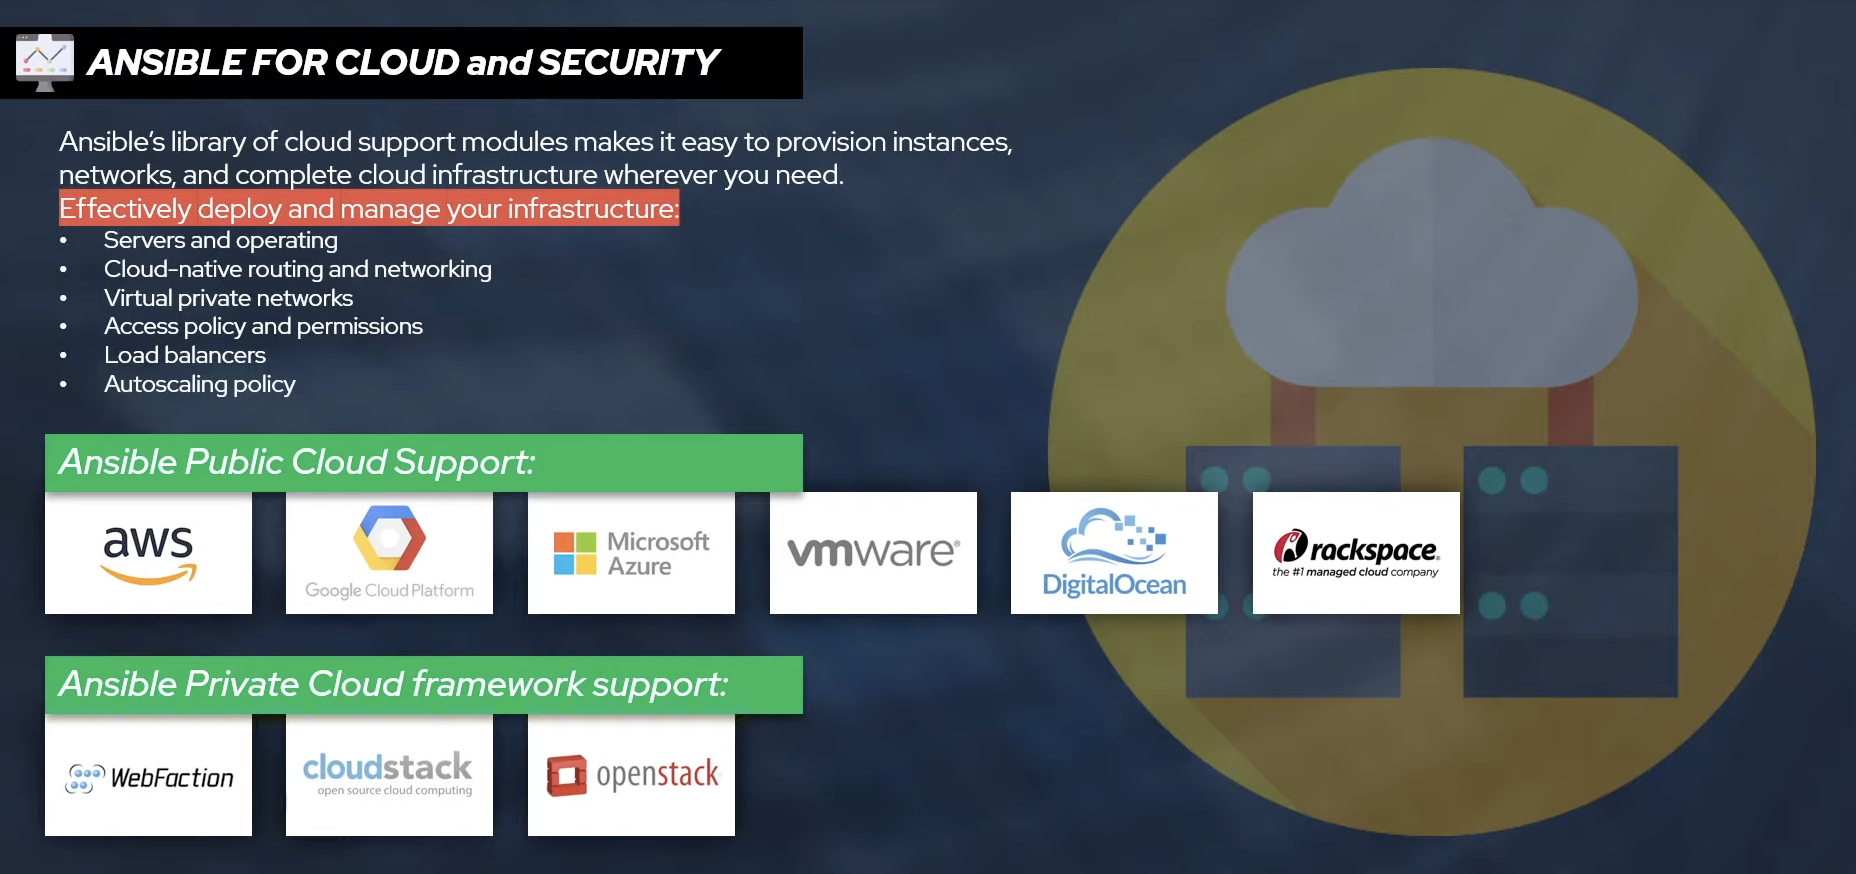 ANSIBLE FOR CLOUD and SECURITY
Ansible's library of cloud support modules makes it easy to provision instances,
networks, and complete cloud infrastructure wherever you need.
Effectively deploy and manage your infrastructure:
• Servers and operating
• Cloud-native routing and networking
• Virtual private networks
• Access policy and permissions
• Load balancers
• Autoscaling policy
Ansible Public Cloud Support:
aws
Google Cloud Platform
Microsoft
Azure
vmware®
DigitalOcean
rackspace®
the #1 managed cloud company
Ansible Private Cloud framework support:
WebFaction
cloudstack
open source cloud computing
openstack